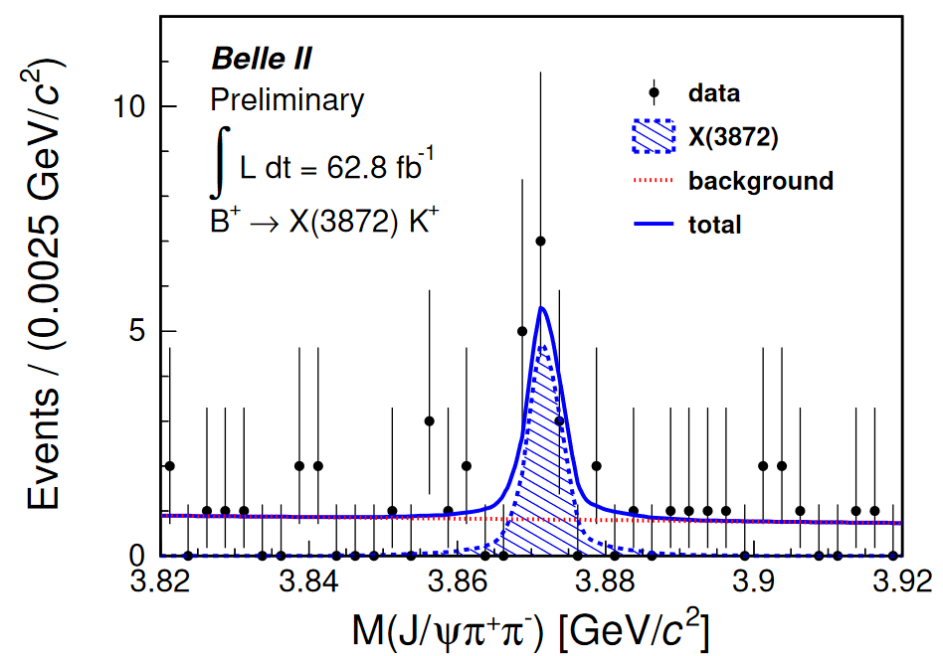 Belle II
Preliminary
∫ L dt = 62.8 fb⁻¹
B⁺ → X(3872) K⁺
data
X(3872)
background
total
Events / (0.0025 GeV/c²)
10
5
0
3.82 3.84 3.86 3.88 3.9 3.92
M(J/ψπ⁺π⁻) [GeV/c²]